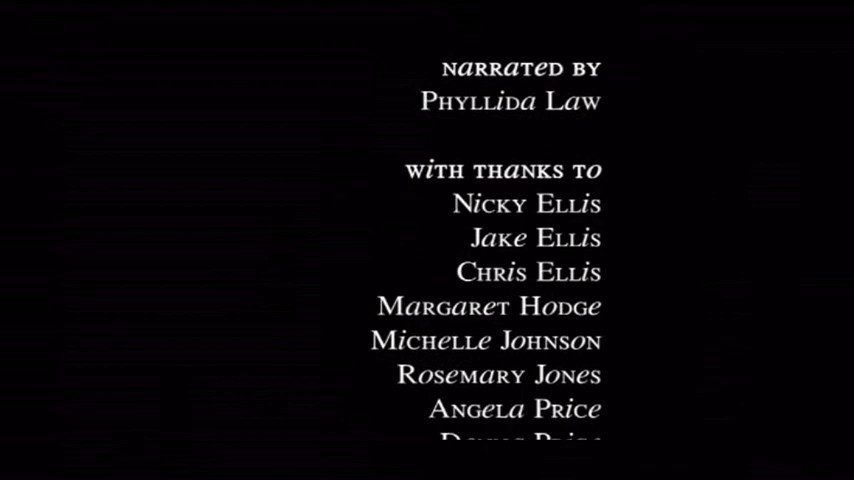 NARRATED BY
PHYLLIDA LAW
WITH THANKS TO
NICKY ELLIS
JAKE ELLIS
CHRIS ELLIS
MARGARET HODGE
MICHELLE JOHNSON
ROSEMARY JONES
ANGELA PRICE